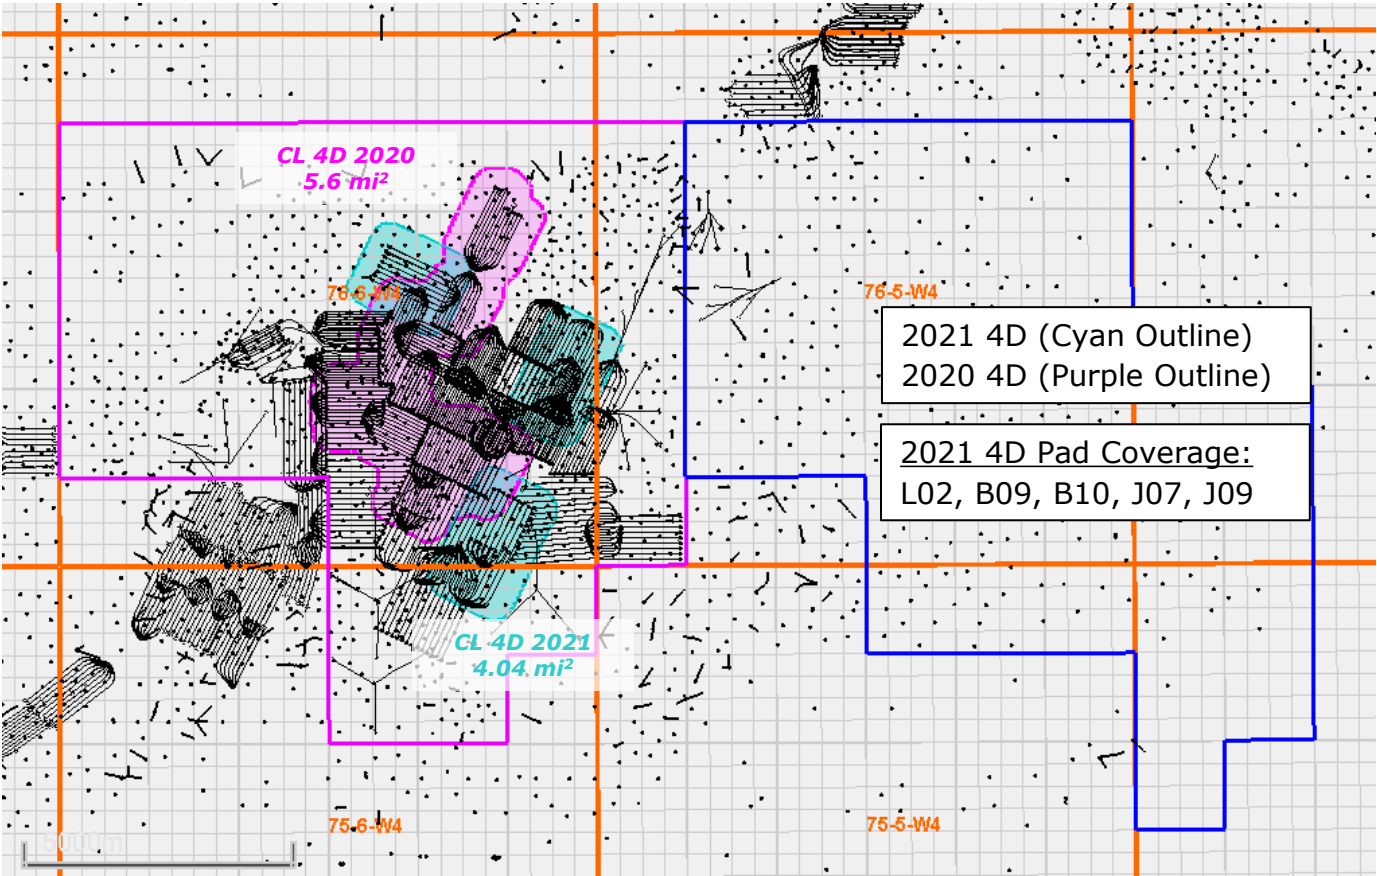 CL 4D 2020
5.6 mi²
76-6-W4
76-5-W4
2021 4D (Cyan Outline)
2020 4D (Purple Outline)
2021 4D Pad Coverage:
L02, B09, B10, J07, J09
CL 4D 2021
4.04 mi²
75-6-W4
75-5-W4
5000m